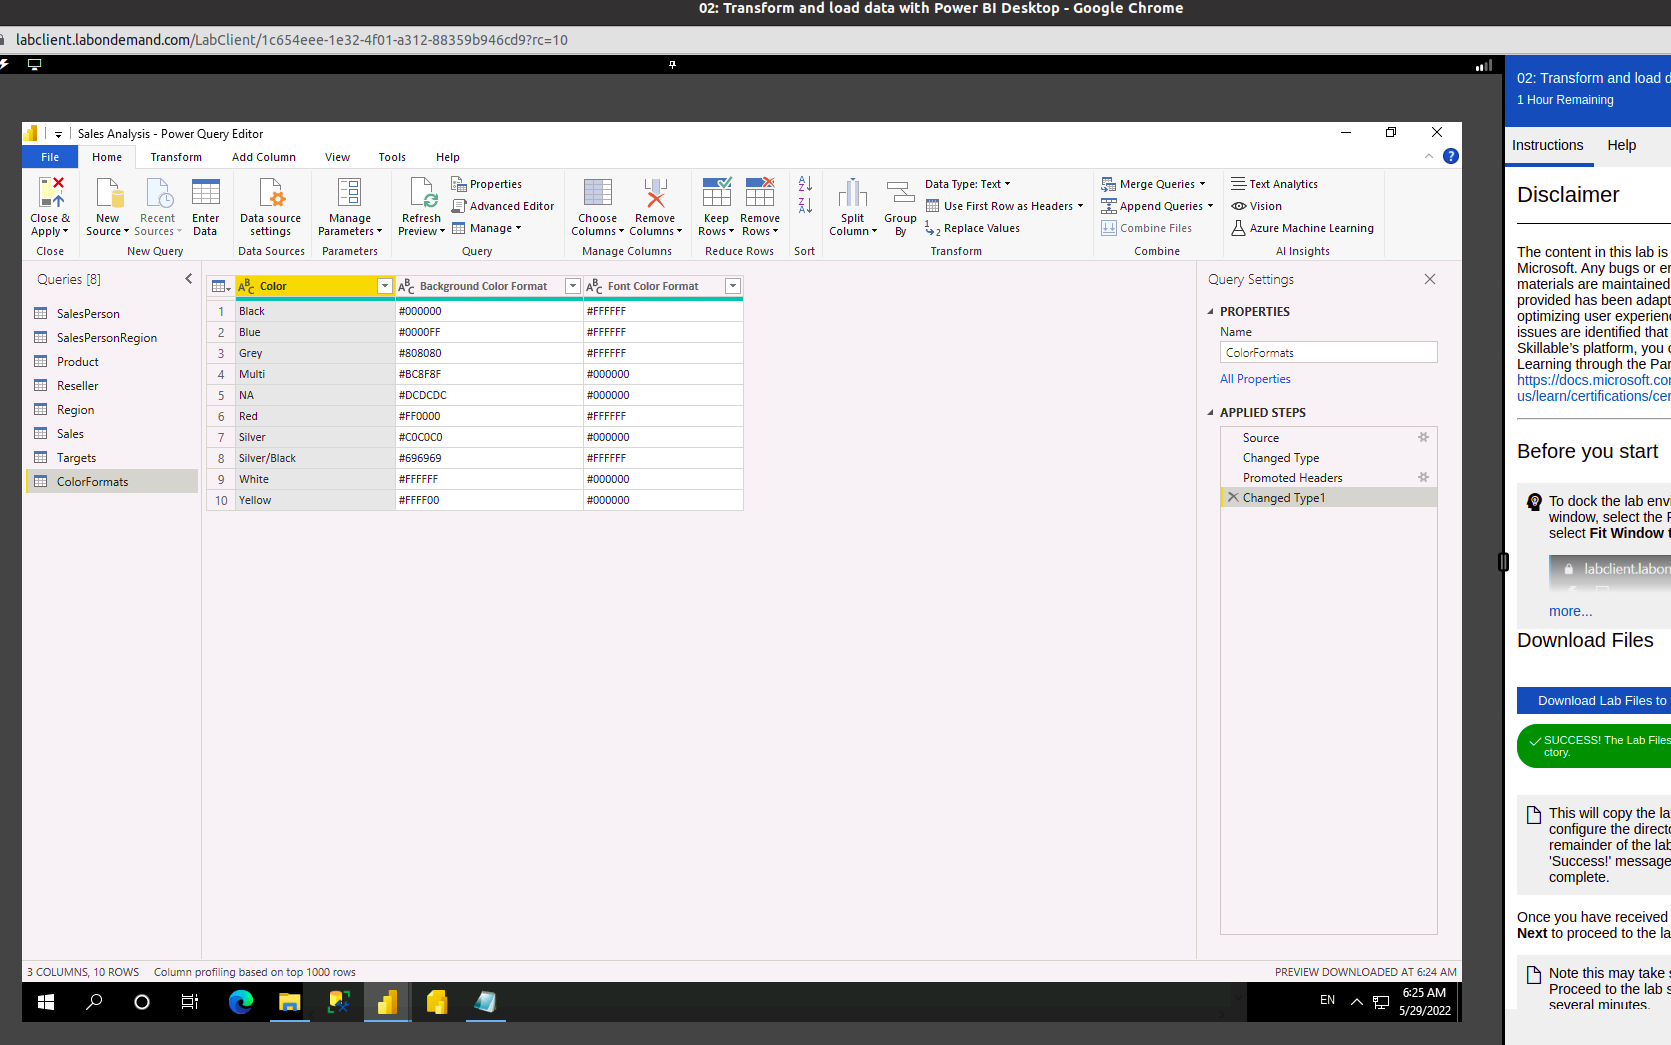 02: Transform and load data with Power BI Desktop - Google Chrome
labclient.labondemand.com/LabClient/1c654eee-1e32-4f01-a312-88359b946cd9?rc=10
Sales Analysis - Power Query Editor
File Home Transform Add Column View Tools Help
Close & Apply
New Source
Recent Sources
Enter Data
Data source settings
Manage Parameters
Refresh Preview
Properties
Advanced Editor
Manage
Choose Columns
Remove Columns
Keep Rows
Remove Rows
Split Column
Group By
Data Type: Text
Use First Row as Headers
Replace Values
Merge Queries
Append Queries
Combine Files
Text Analytics
Vision
Azure Machine Learning
Close New Query Data Sources Parameters Query Manage Columns Reduce Rows Sort Transform Combine AI Insights
Queries [8]
SalesPerson
SalesPersonRegion
Product
Reseller
Region
Sales
Targets
ColorFormats
Color Background Color Format Font Color Format
1 Black #000000 #FFFFFF
2 Blue #0000FF #FFFFFF
3 Grey #808080 #FFFFFF
4 Multi #BC8F8F #000000
5 NA #DCDCDC #000000
6 Red #FF0000 #FFFFFF
7 Silver #C0C0C0 #000000
8 Silver/Black #696969 #FFFFFF
9 White #FFFFFF #000000
10 Yellow #FFFF00 #000000
Query Settings
PROPERTIES
Name
ColorFormats
All Properties
APPLIED STEPS
Source
Changed Type
Promoted Headers
Changed Type1
3 COLUMNS, 10 ROWS Column profiling based on top 1000 rows
PREVIEW DOWNLOADED AT 6:24 AM
EN
6:25 AM
5/29/2022
02: Transform and load d
1 Hour Remaining
Instructions Help
Disclaimer
The content in this lab is
Microsoft. Any bugs or er
materials are maintained
provided has been adapt
optimizing user experienc
issues are identified that
Skillable's platform, you c
Learning through the Par
https://docs.microsoft.cor
us/learn/certifications/cer
Before you start
To dock the lab envi
window, select the F
select Fit Window t
labclient.labon
more...
Download Files
Download Lab Files to
SUCCESS! The Lab Files
ctory.
This will copy the la
configure the directo
remainder of the lab
'Success!' message
complete.
Once you have received
Next to proceed to the la
Note this may take s
Proceed to the lab s
several minutes.